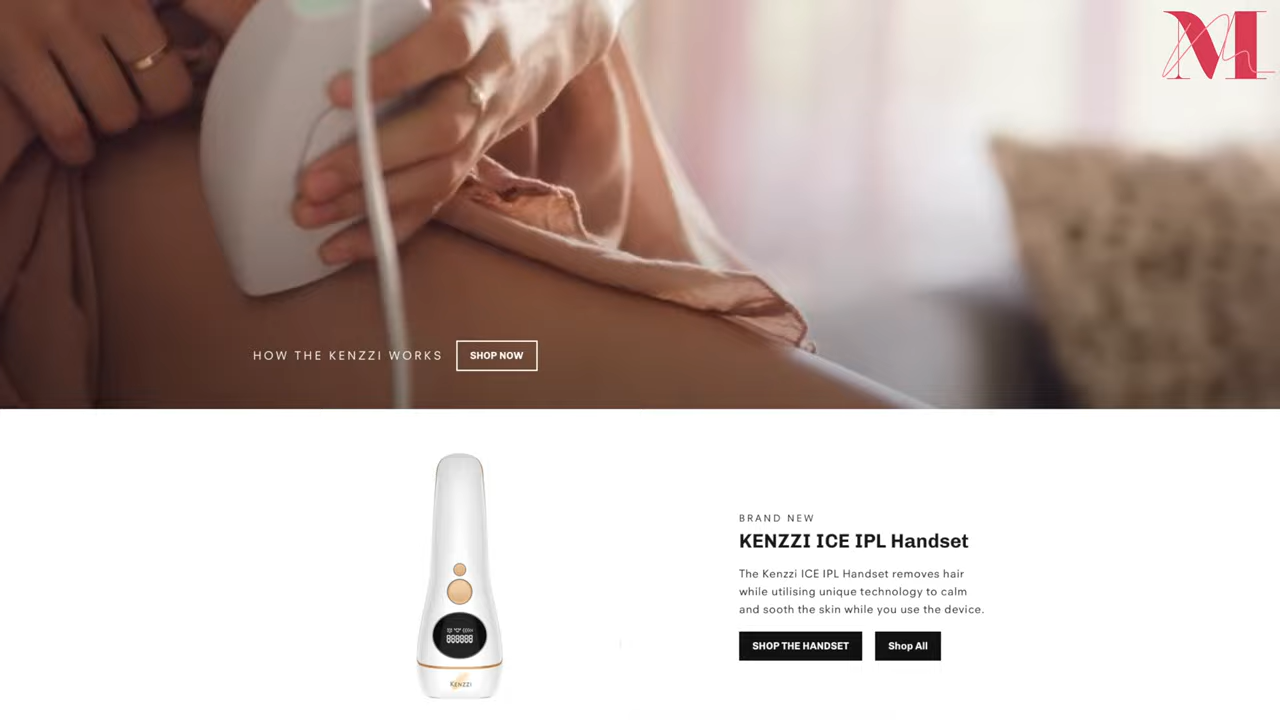 M
HOW THE KENZZI WORKS SHOP NOW
BRAND NEW
KENZZI ICE IPL Handset
The Kenzzi ICE IPL Handset removes hair
while utilising unique technology to calm
and sooth the skin while you use the device.
SHOP THE HANDSET Shop All
KENZZI